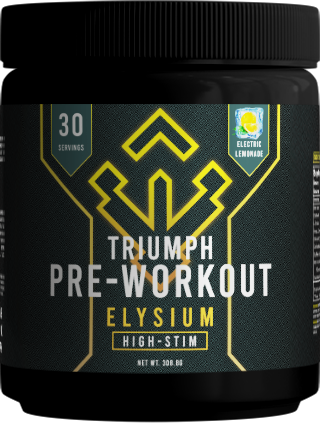 30
SERVINGS
ELECTRIC
LEMONADE
TRIUMPH
PRE-WORKOUT
ELYSIUM
HIGH-STIM
NET WT. 308.8G